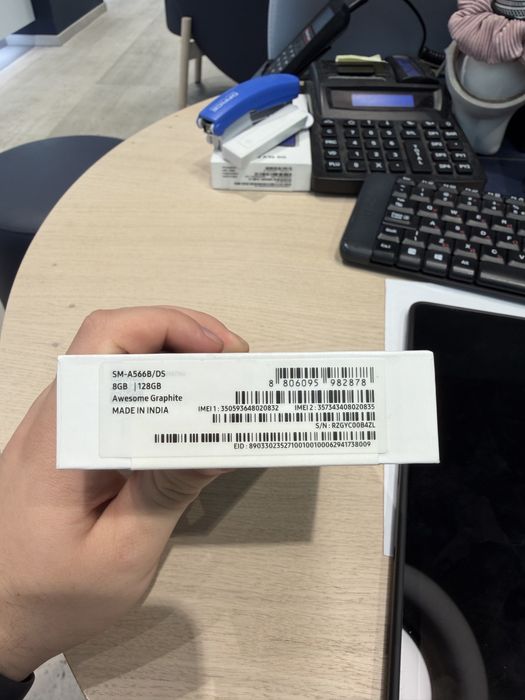 SM-A566B/DS
8GB | 128GB
Awesome Graphite
MADE IN INDIA
8 806095 982878
IMEI 1 : 350593648020832 IMEI 2 : 357343408020835
S/N : RZGYC00B4ZL
EID : 89033023527100100100062941738009